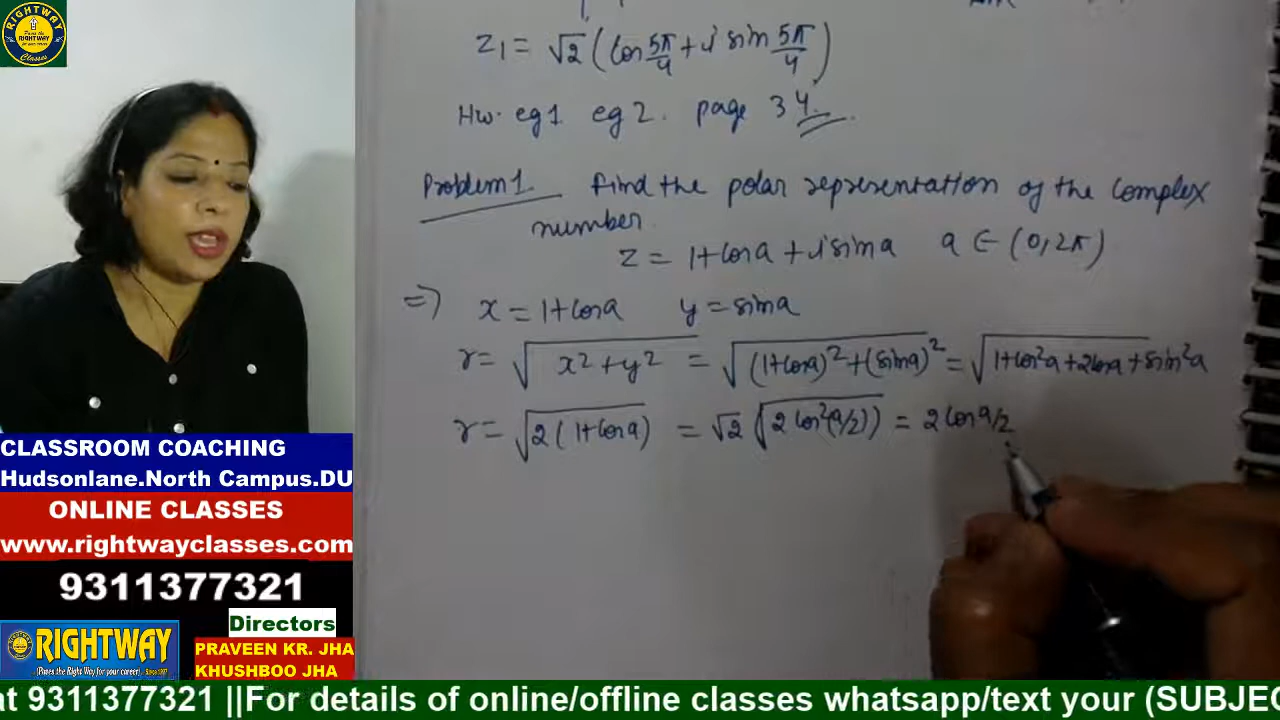 RIGHTWAY
Classes
z₁ = √2 (cos 5π/4 + i sin 5π/4)
Hw. eg1 eg2. page 34
Problem 1. Find the polar representation of the complex
number
z = 1+cos a + i sin a a ∈ (0, 2π)
⇒) x = 1+cos a y = sin a
r = √(x² + y²) = √((1+cos a)² + (sin a)²) = √(1+cos²a + 2cos a + sin²a)
r = √(2(1+cos a)) = √2 (√(2 cos²(a/2))) = 2 cos a/2
CLASSROOM COACHING
Hudsonlane.North Campus.DU
ONLINE CLASSES
www.rightwayclasses.com
9311377321
Directors
RIGHTWAY
PRAVEEN KR. JHA
KHUSHBOO JHA
at 9311377321 ||For details of online/offline classes whatsapp/text your (SUBJEC